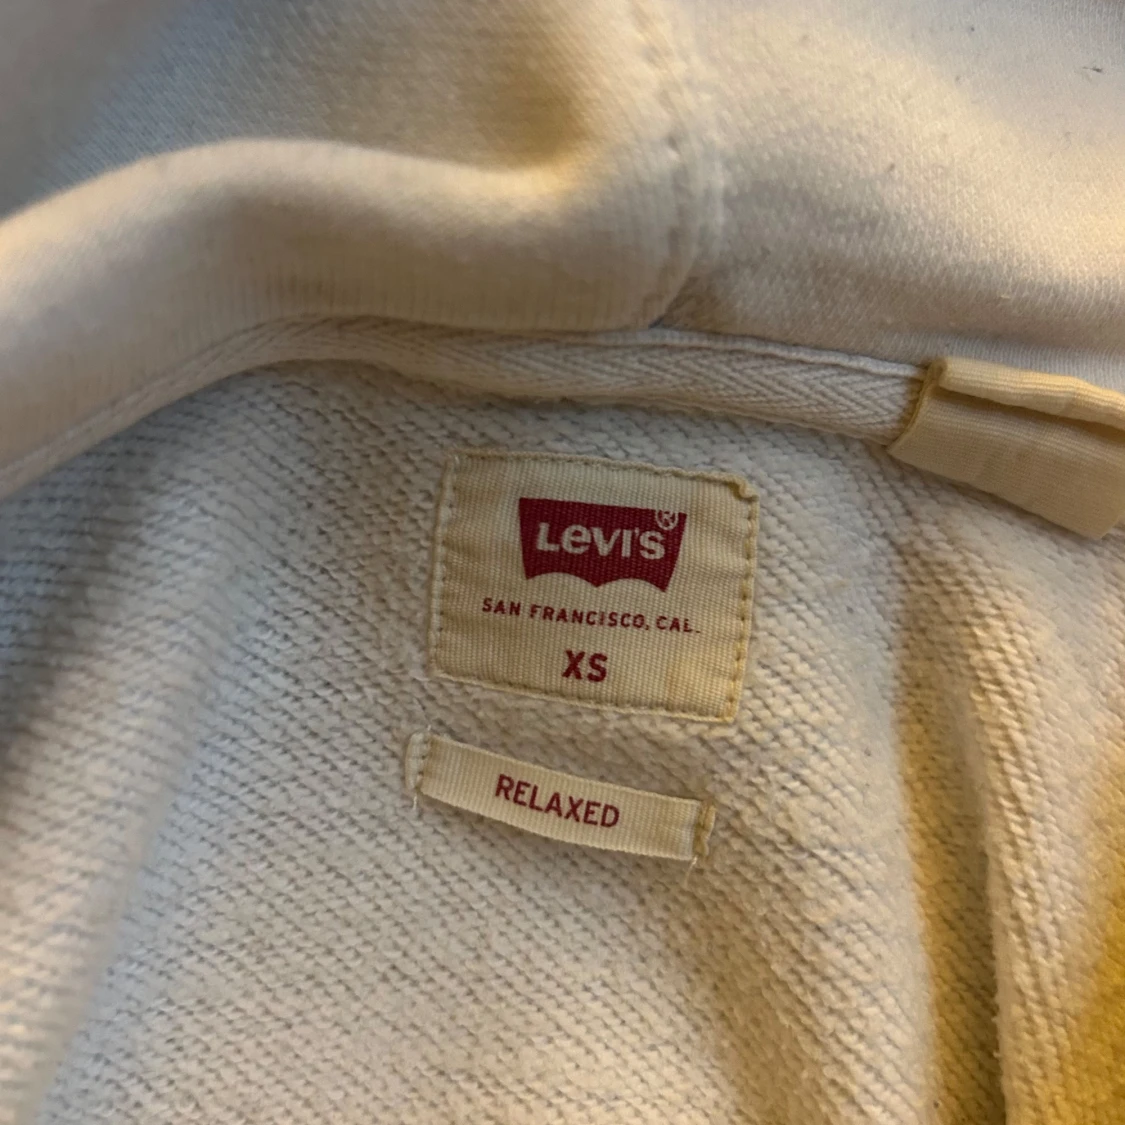 Levi's®
SAN FRANCISCO, CAL.
XS
RELAXED